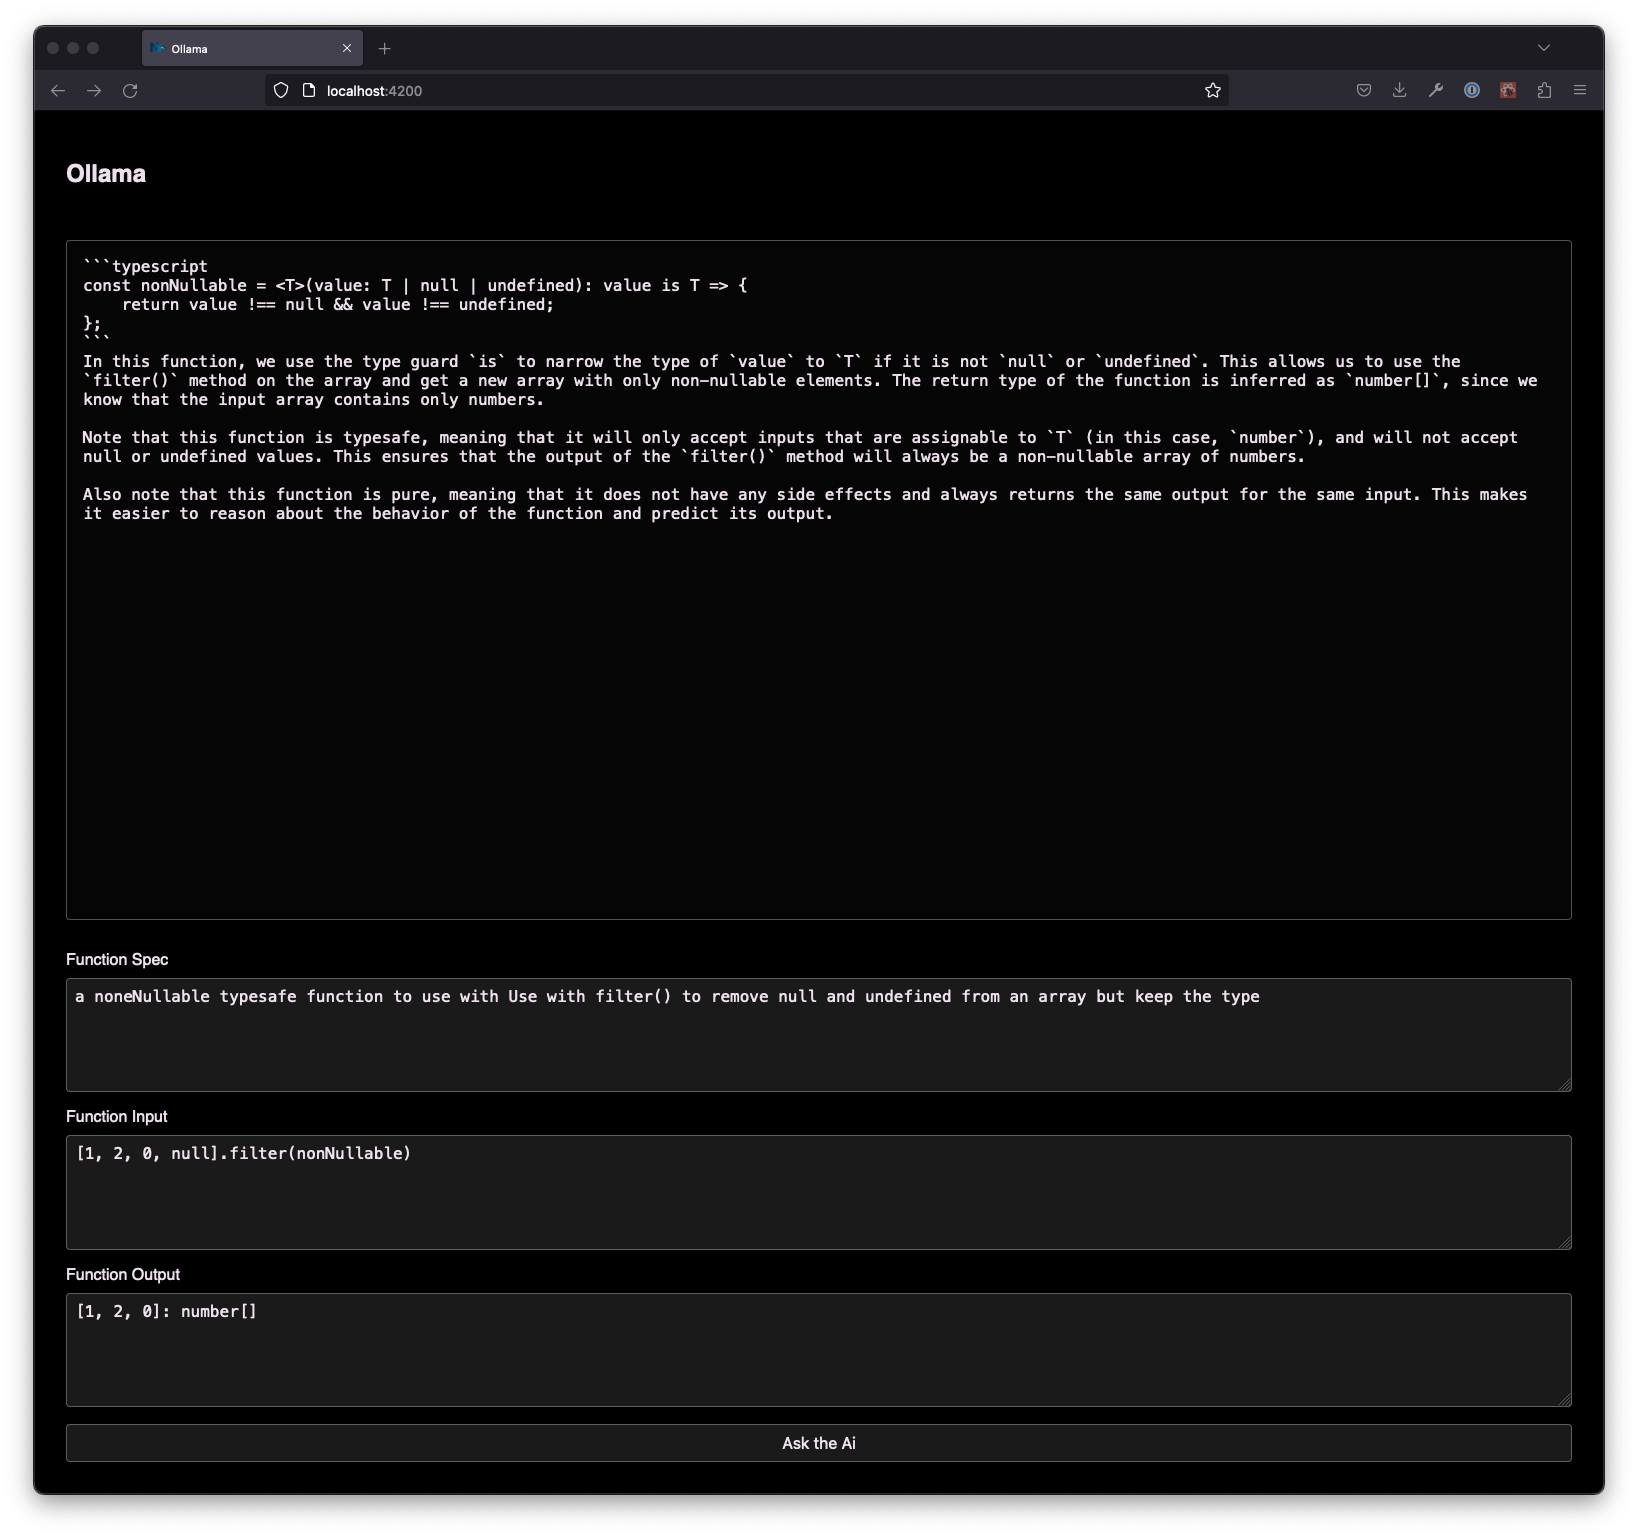 Ollama
localhost:4200
Ollama
```typescript
const nonNullable = <T>(value: T | null | undefined): value is T => {
    return value !== null && value !== undefined;
};
```
In this function, we use the type guard `is` to narrow the type of `value` to `T` if it is not `null` or `undefined`. This allows us to use the
`filter()` method on the array and get a new array with only non-nullable elements. The return type of the function is inferred as `number[]`, since we
know that the input array contains only numbers.

Note that this function is typesafe, meaning that it will only accept inputs that are assignable to `T` (in this case, `number`), and will not accept
null or undefined values. This ensures that the output of the `filter()` method will always be a non-nullable array of numbers.

Also note that this function is pure, meaning that it does not have any side effects and always returns the same output for the same input. This makes
it easier to reason about the behavior of the function and predict its output.
Function Spec
a noneNullable typesafe function to use with Use with filter() to remove null and undefined from an array but keep the type
Function Input
[1, 2, 0, null].filter(nonNullable)
Function Output
[1, 2, 0]: number[]
Ask the Ai